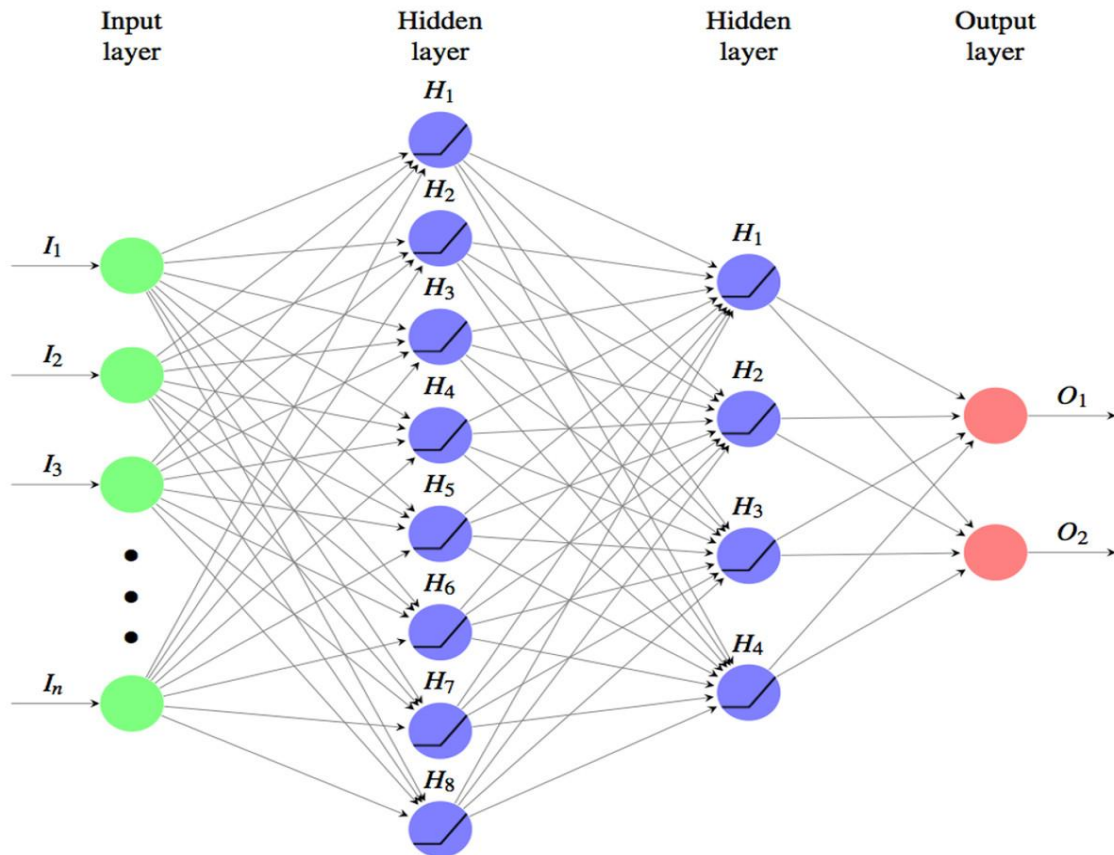 Input layer
Hidden layer
Hidden layer
Output layer
H₁
H₂
H₃
H₄
H₅
H₆
H₇
H₈
I₁
I₂
I₃
Iₙ
H₁
H₂
H₃
H₄
O₁
O₂